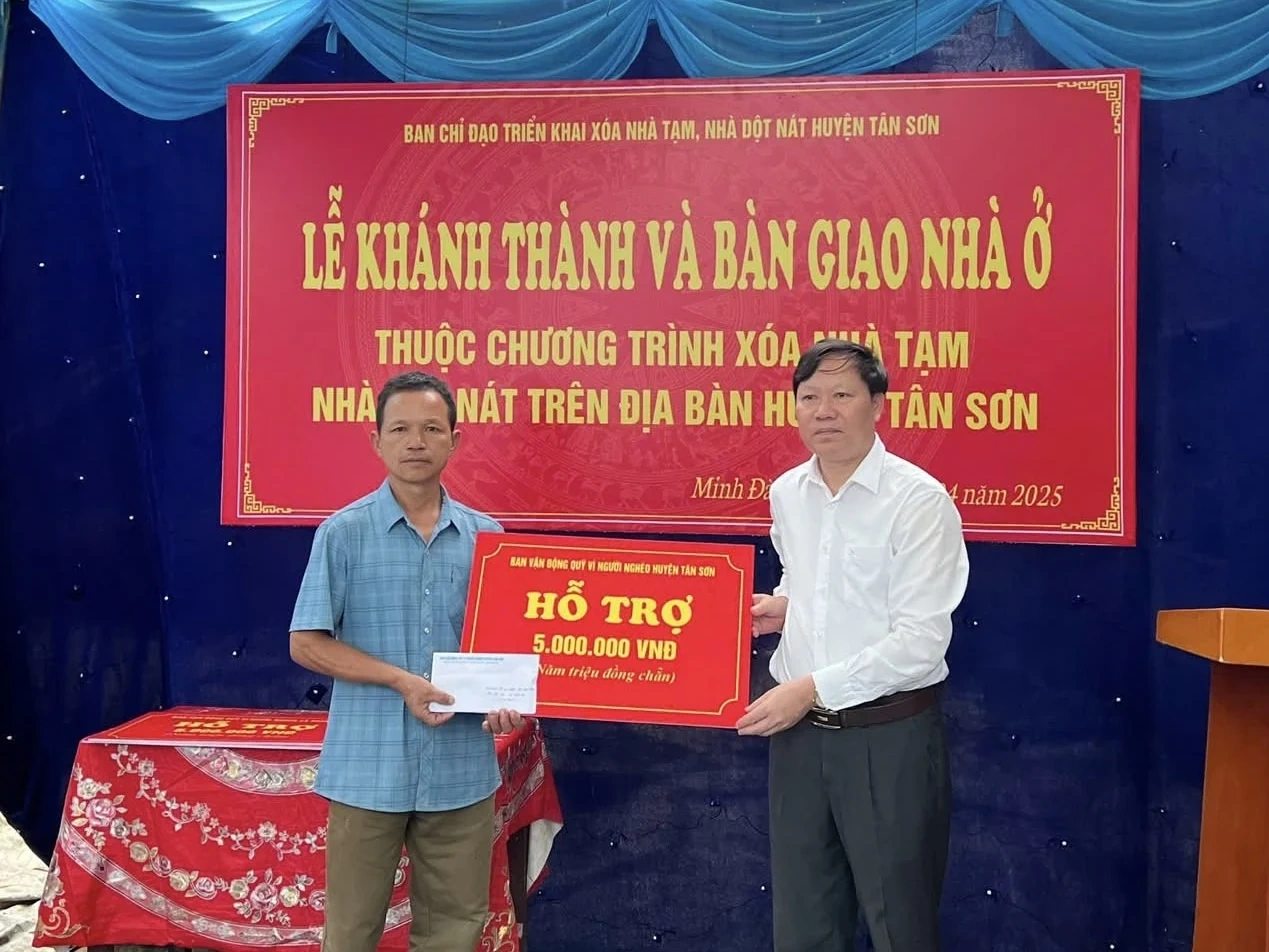 BAN CHỈ ĐẠO TRIỂN KHAI XÓA NHÀ TẠM, NHÀ DỘT NÁT HUYỆN TÂN SƠN
LỄ KHÁNH THÀNH VÀ BÀN GIAO NHÀ Ở
THUỘC CHƯƠNG TRÌNH XÓA NHÀ TẠM
NHÀ NÁT TRÊN ĐỊA BÀN TÂN SƠN
Minh năm 2025
BAN VẬN ĐỘNG QUỸ VÌ NGƯỜI NGHÈO HUYỆN TÂN SƠN
HỖ TRỢ
5.000.000 VNĐ
Năm triệu đồng chẵn)
HỖ TRỢ
5.000.000 VNĐ